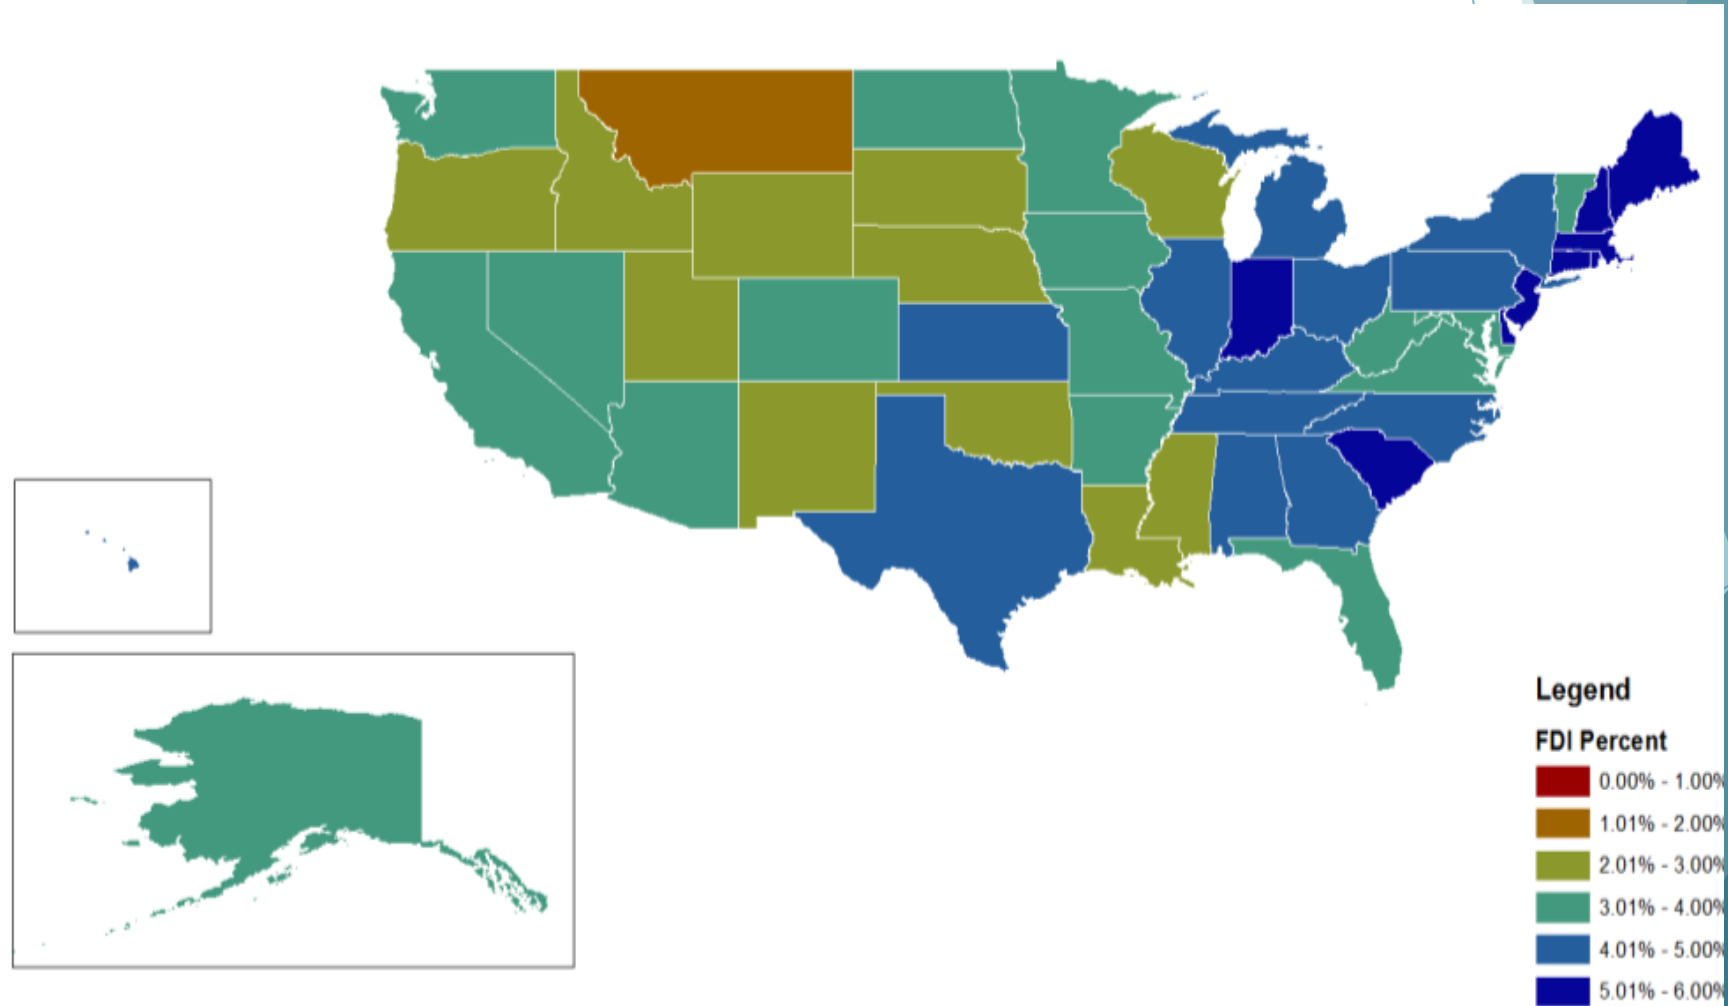 Legend
FDI Percent
0.00% - 1.00%
1.01% - 2.00%
2.01% - 3.00%
3.01% - 4.00%
4.01% - 5.00%
5.01% - 6.00%